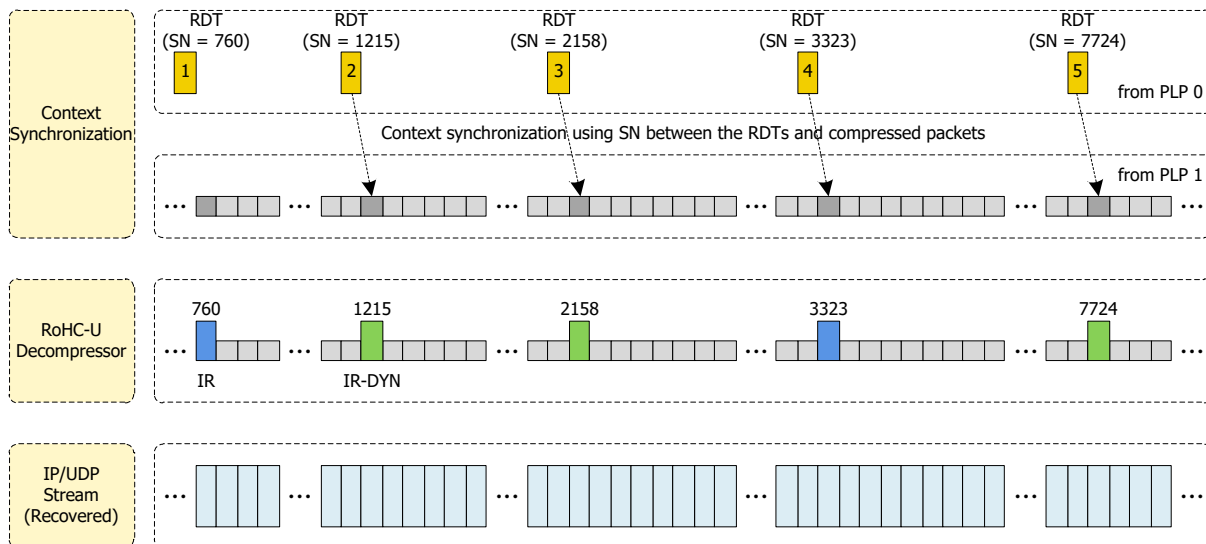 RDT
(SN = 760)
RDT
(SN = 1215)
RDT
(SN = 2158)
RDT
(SN = 3323)
RDT
(SN = 7724)
1
2
3
4
5
from PLP 0
Context
Synchronization
Context synchronization using SN between the RDTs and compressed packets
from PLP 1
... ... ... ... ... ...
760
1215
2158
3323
7724
RoHC-U
Decompressor
... ... ... ... ... ...
IR
IR-DYN
IP/UDP
Stream
(Recovered)
... ... ... ... ... ...